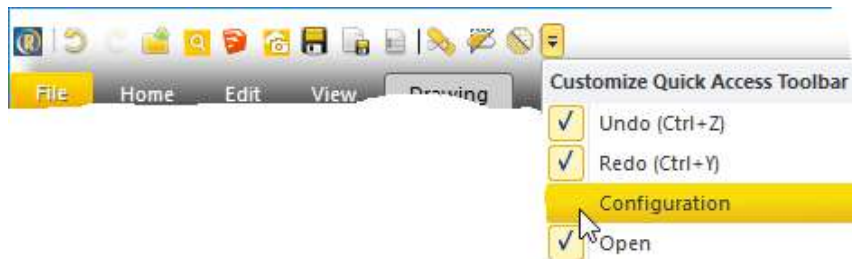 R
File Home Edit View Drawing
Customize Quick Access Toolbar
Undo (Ctrl+Z)
Redo (Ctrl+Y)
Configuration
Open